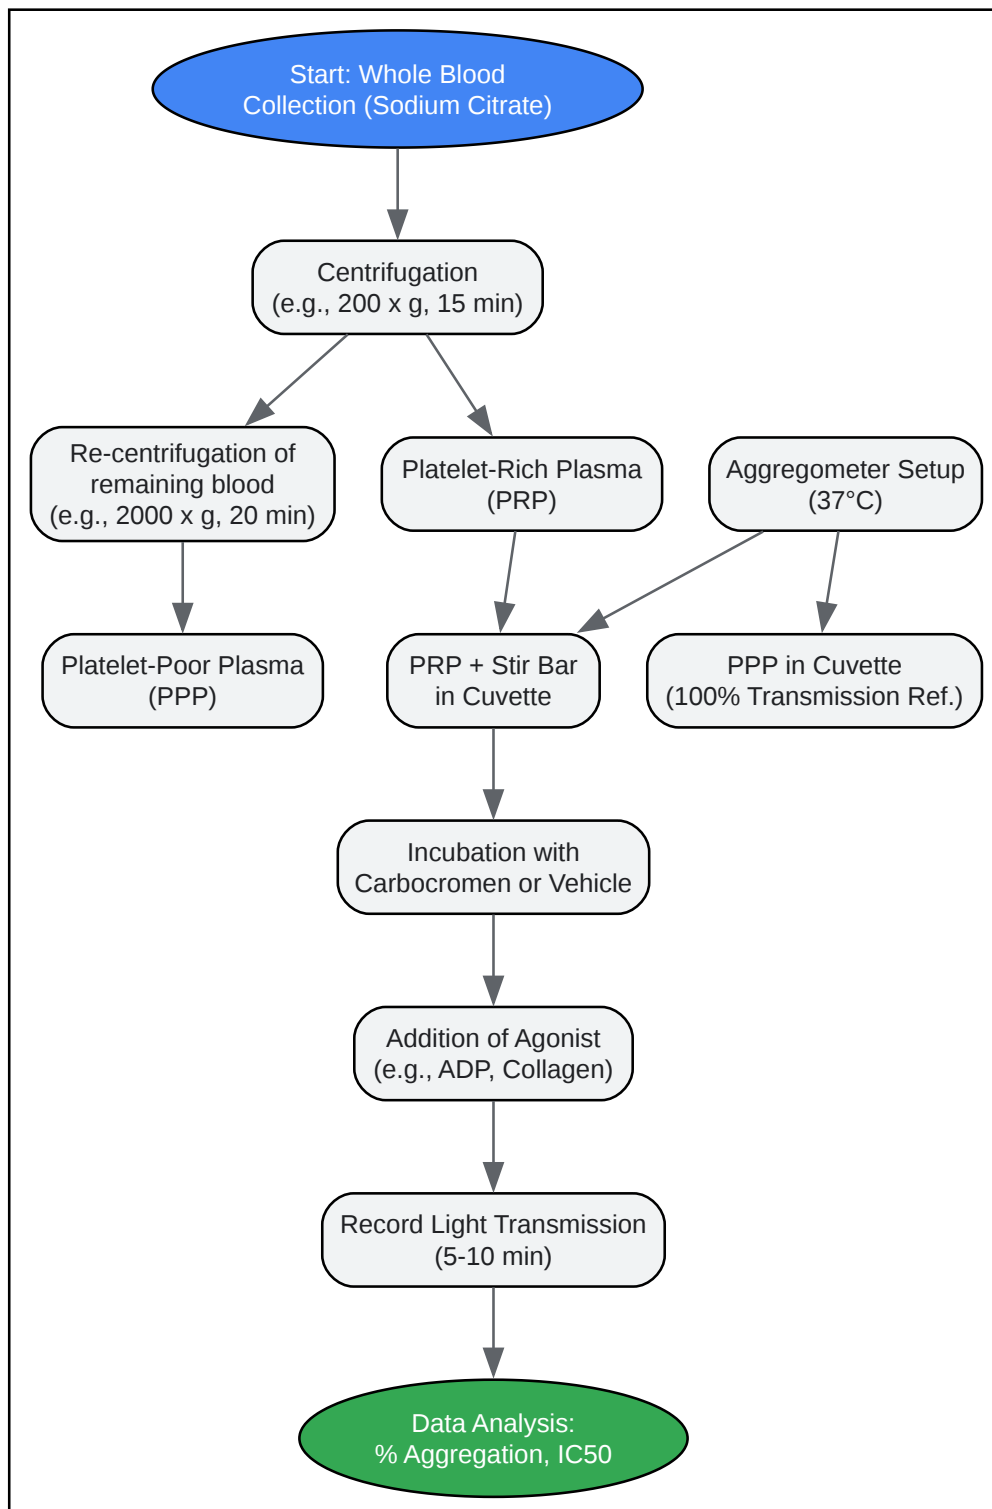 Start: Whole Blood
Collection (Sodium Citrate)
Centrifugation
(e.g., 200 x g, 15 min)
Re-centrifugation of
remaining blood
(e.g., 2000 x g, 20 min)
Platelet-Rich Plasma
(PRP)
Aggregometer Setup
(37°C)
Platelet-Poor Plasma
(PPP)
PRP + Stir Bar
in Cuvette
PPP in Cuvette
(100% Transmission Ref.)
Incubation with
Carbocromen or Vehicle
Addition of Agonist
(e.g., ADP, Collagen)
Record Light Transmission
(5-10 min)
Data Analysis:
% Aggregation, IC50